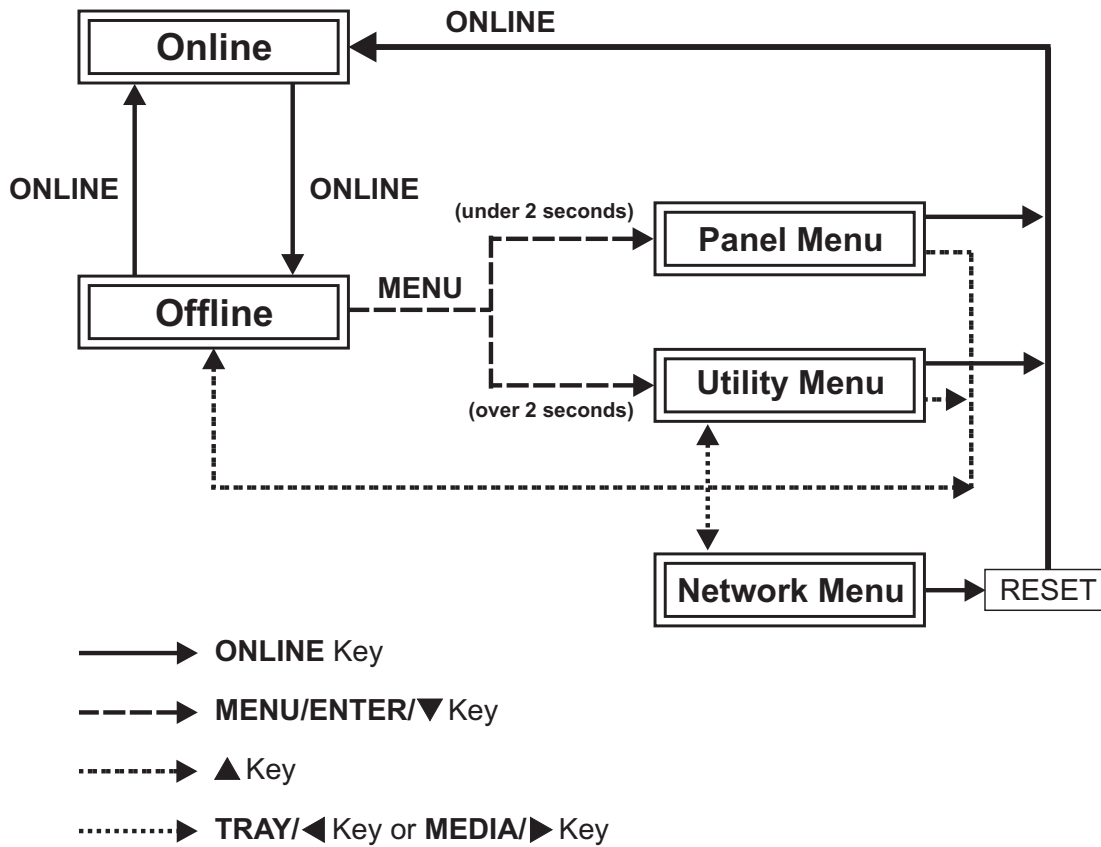 ONLINE
Online
ONLINE
ONLINE
(under 2 seconds)
Panel Menu
MENU
Offline
Utility Menu
(over 2 seconds)
Network Menu
RESET
ONLINE Key
MENU/ENTER/▼ Key
▲ Key
TRAY/◀ Key or MEDIA/▶ Key